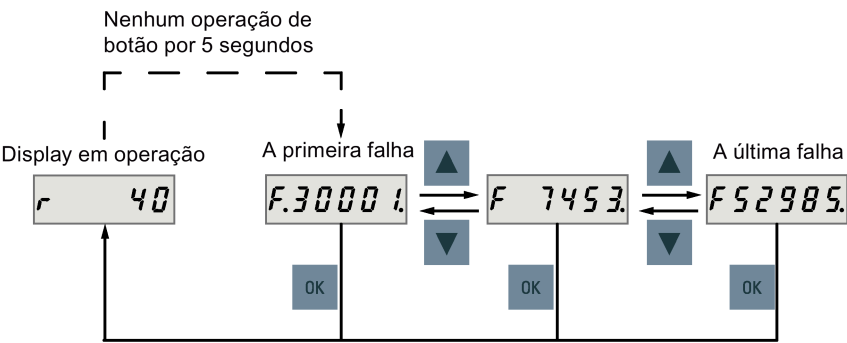 Nenhum operação de
botão por 5 segundos
Display em operação
A primeira falha
A última falha
r 40
F.30001.
F 7453.
F52985.
OK
OK
OK